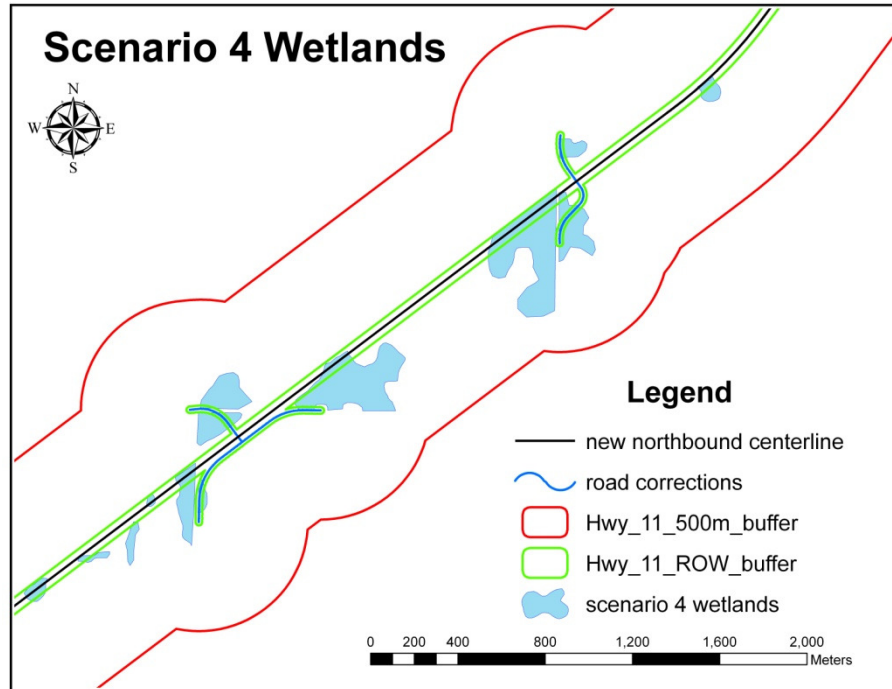 Scenario 4 Wetlands
N
W E
S
Legend
new northbound centerline
road corrections
Hwy_11_500m_buffer
Hwy_11_ROW_buffer
scenario 4 wetlands
0 200 400 800 1,200 1,600 2,000
Meters